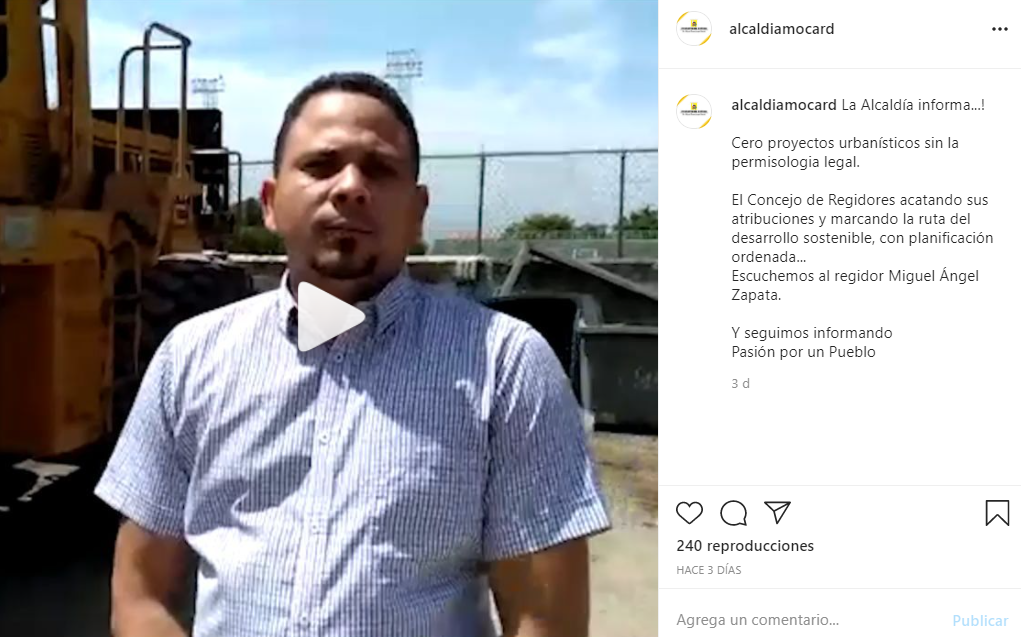 alcaldiamocard
alcaldiamocard La Alcaldía informa...!
Cero proyectos urbanísticos sin la
permisologia legal.
El Concejo de Regidores acatando sus
atribuciones y marcando la ruta del
desarrollo sostenible, con planificación
ordenada...
Escuchemos al regidor Miguel Ángel
Zapata.
Y seguimos informando
Pasión por un Pueblo
3 d
240 reproducciones
HACE 3 DÍAS
Agrega un comentario... Publicar